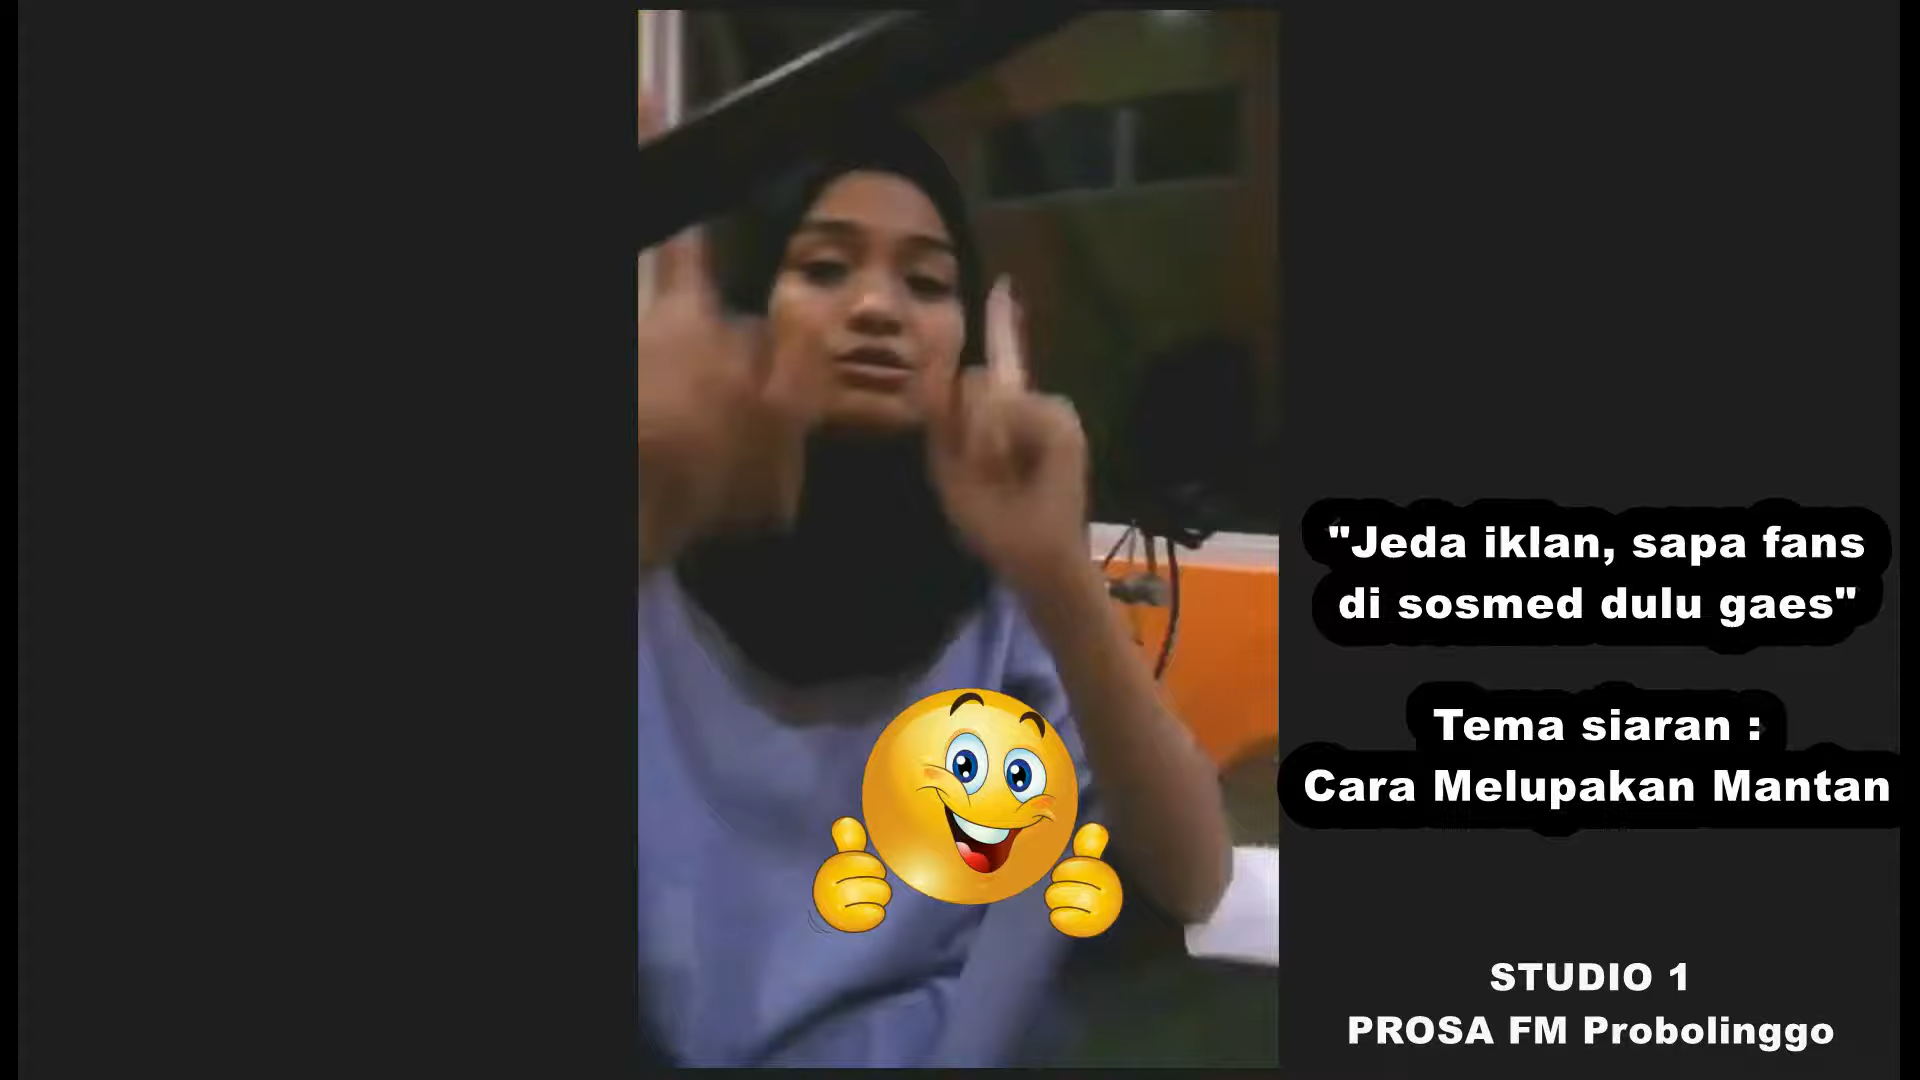 "Jeda iklan, sapa fans
di sosmed dulu gaes"
Tema siaran :
Cara Melupakan Mantan
STUDIO 1
PROSA FM Probolinggo